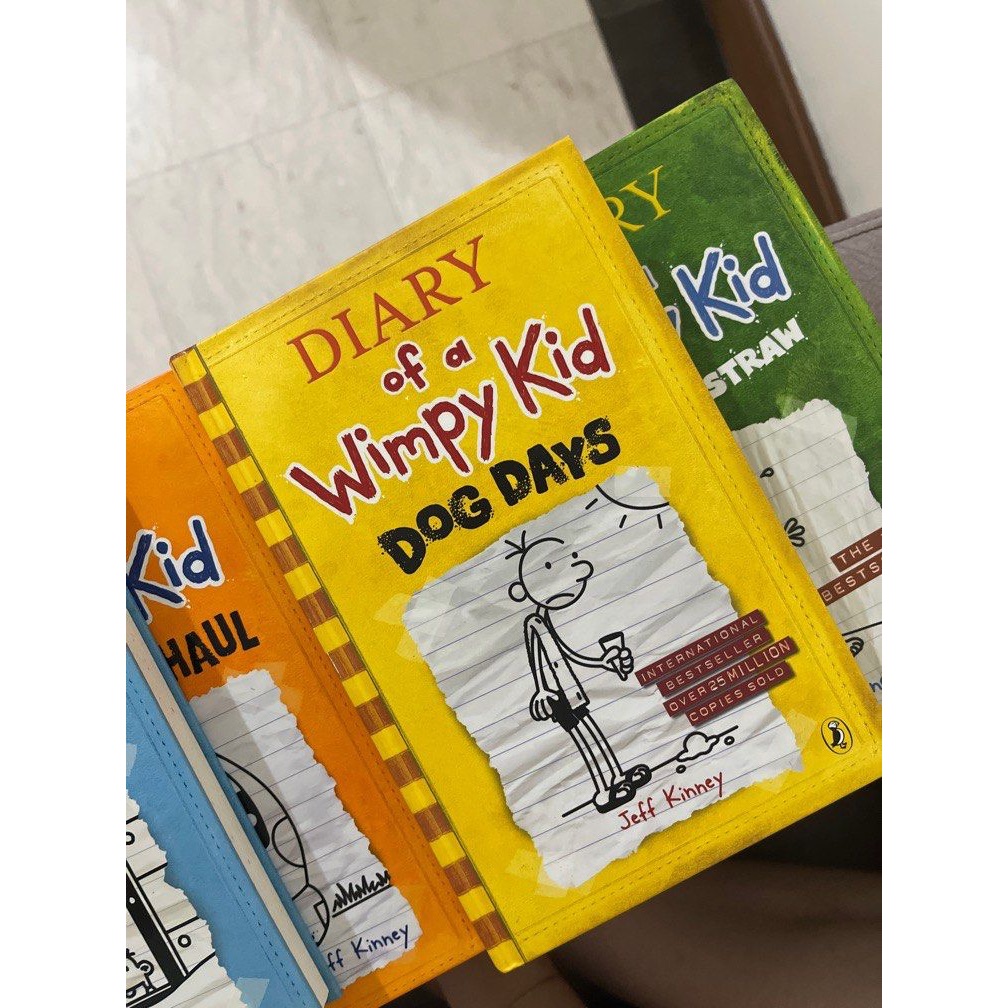 DIARY
of a
Wimpy Kid
DOG DAYS
INTERNATIONAL
BESTSELLER
OVER 25 MILLION
COPIES SOLD
Jeff Kinney
RY
Kid
STRAW
THE
BESTS
Kid
HAUL
ff Kinney